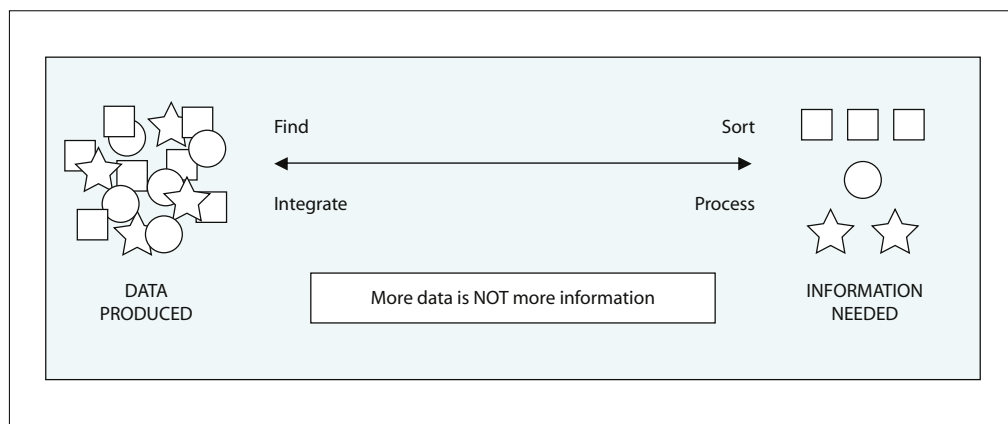 Find
Sort
Integrate
Process
DATA
PRODUCED
More data is NOT more information
INFORMATION
NEEDED